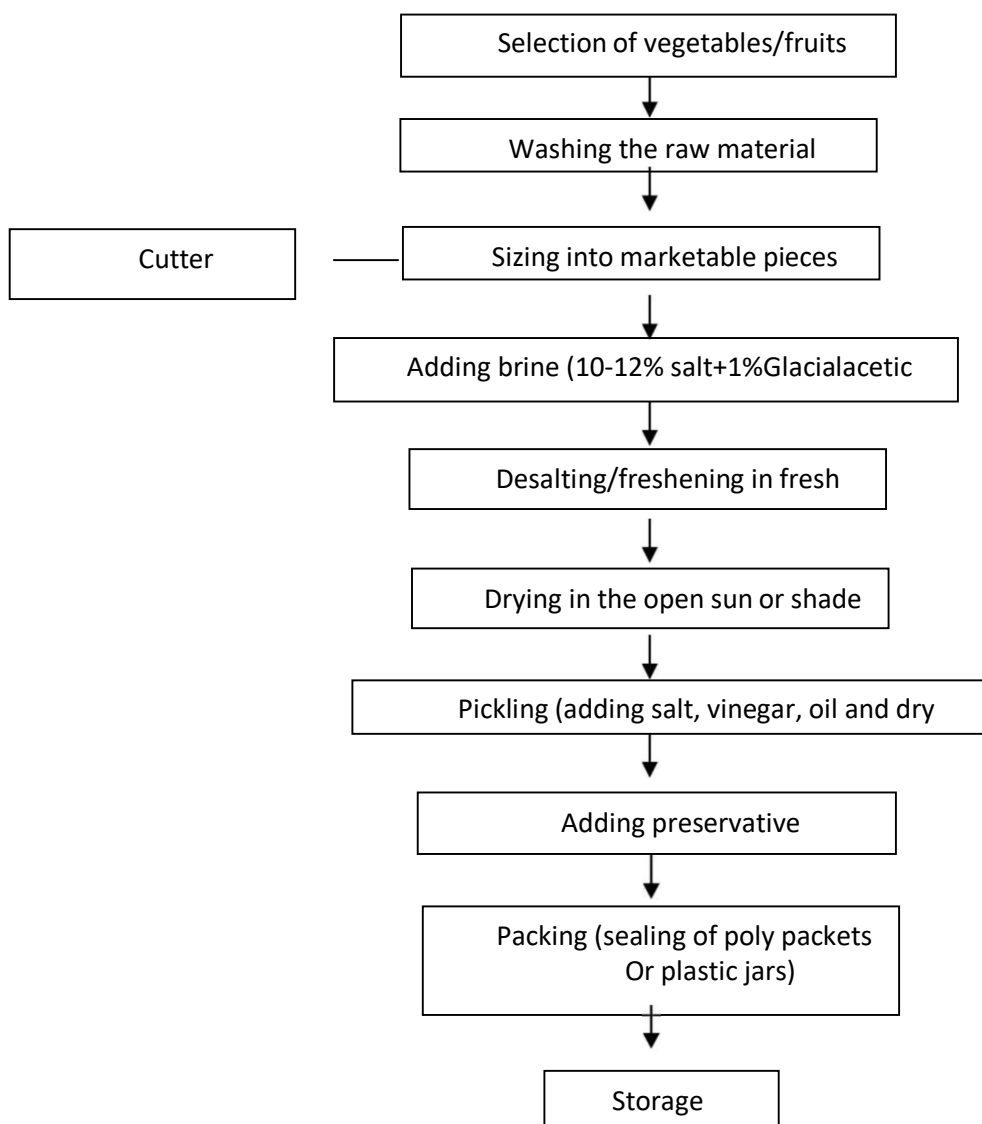 Selection of vegetables/fruits
Washing the raw material
Cutter
Sizing into marketable pieces
Adding brine (10-12% salt+1%Glacialacetic
Desalting/freshening in fresh
Drying in the open sun or shade
Pickling (adding salt, vinegar, oil and dry
Adding preservative
Packing (sealing of poly packets
Or plastic jars)
Storage